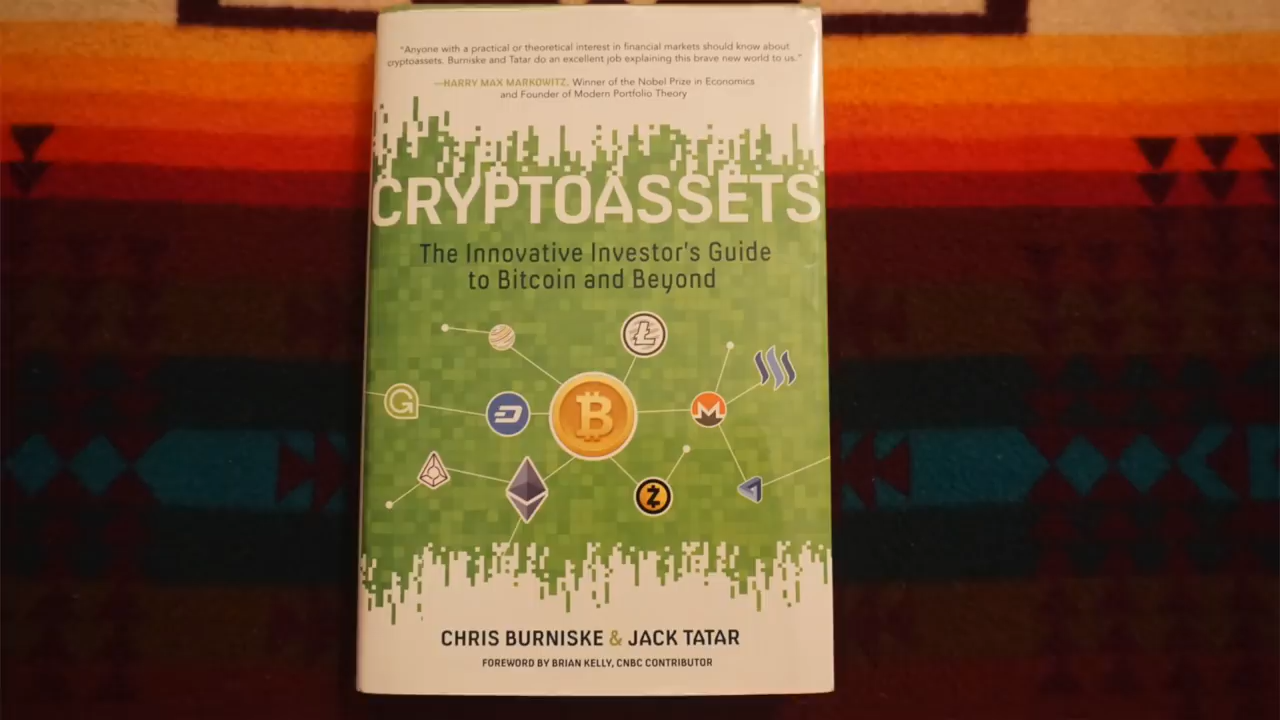 "Anyone with a practical or theoretical interest in financial markets should know about
cryptoassets. Burniske and Tatar do an excellent job explaining this brave new world to us."
—HARRY MAX MARKOWITZ, Winner of the Nobel Prize in Economics
and Founder of Modern Portfolio Theory
CRYPTOASSETS
The Innovative Investor's Guide
to Bitcoin and Beyond
CHRIS BURNISKE & JACK TATAR
FOREWORD BY BRIAN KELLY, CNBC CONTRIBUTOR